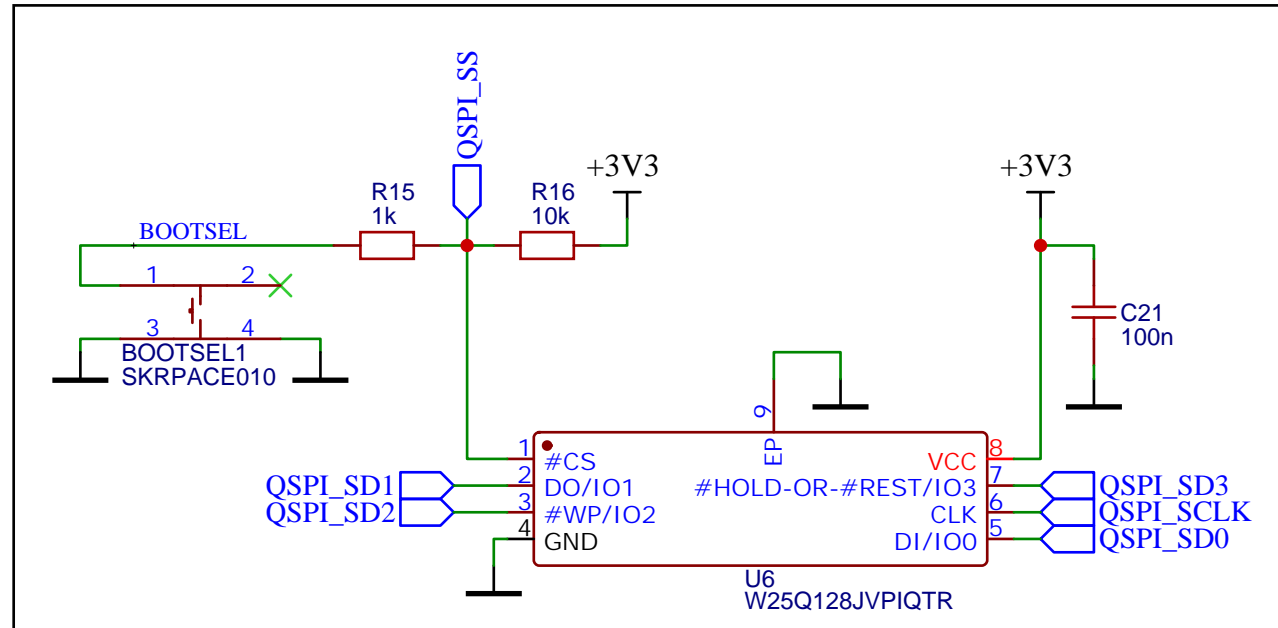 QSPI_SS
+3V3
+3V3
R15
1k
R16
10k
BOOTSEL
1
2
3
4
BOOTSEL1
SKRPACE010
C21
100n
9
EP
1
#CS
VCC
8
QSPI_SD1
2
DO/IO1
#HOLD-OR-#REST/IO3
7
QSPI_SD3
QSPI_SD2
3
#WP/IO2
CLK
6
QSPI_SCLK
4
GND
DI/IO0
5
QSPI_SD0
U6
W25Q128JVPIQTR